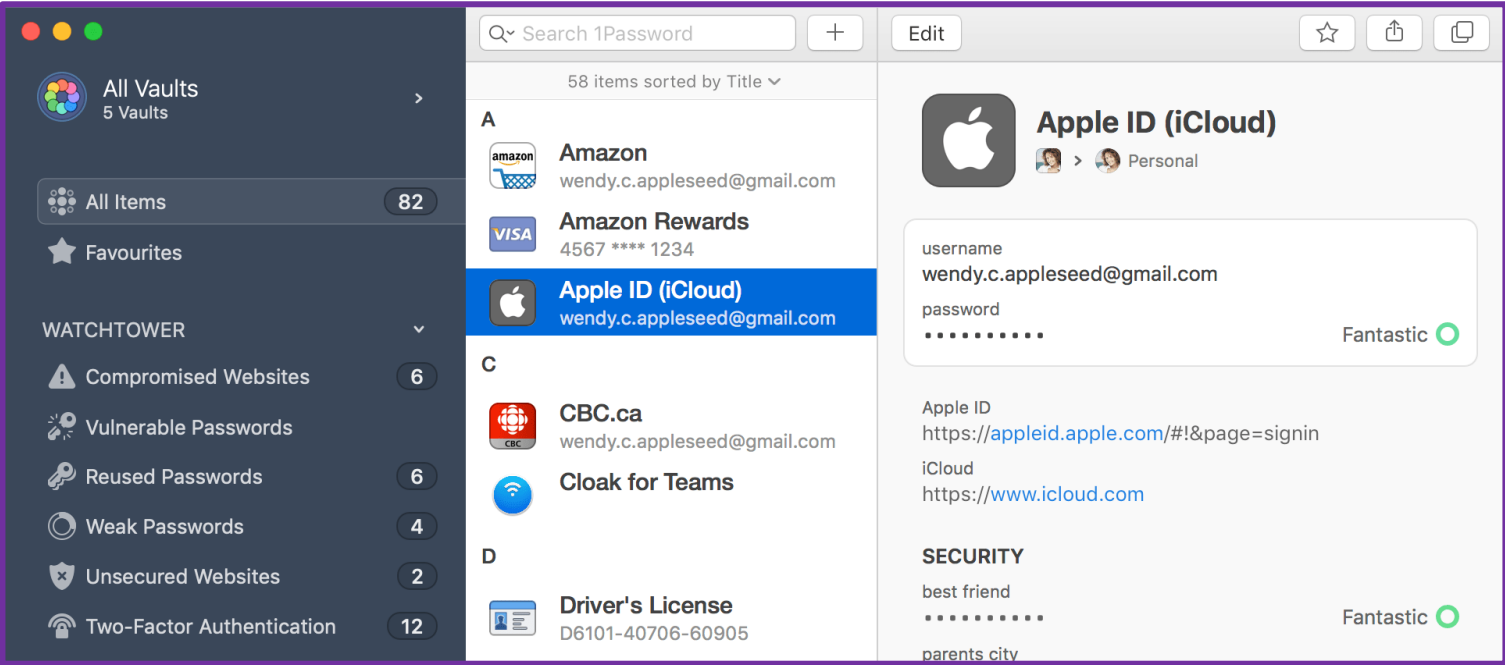 All Vaults
5 Vaults
All Items 82
Favourites
WATCHTOWER
Compromised Websites 6
Vulnerable Passwords
Reused Passwords 6
Weak Passwords 4
Unsecured Websites 2
Two-Factor Authentication 12
Search 1Password
58 items sorted by Title
A
amazon
Amazon
wendy.c.appleseed@gmail.com
VISA
Amazon Rewards
4567 **** 1234
Apple ID (iCloud)
wendy.c.appleseed@gmail.com
C
CBC
CBC.ca
wendy.c.appleseed@gmail.com
Cloak for Teams
D
Driver's License
D6101-40706-60905
Edit
Apple ID (iCloud)
Personal
username
wendy.c.appleseed@gmail.com
password
•••••••••• Fantastic
Apple ID
https://appleid.apple.com/#!&page=signin
iCloud
https://www.icloud.com
SECURITY
best friend
•••••••••• Fantastic
parents city